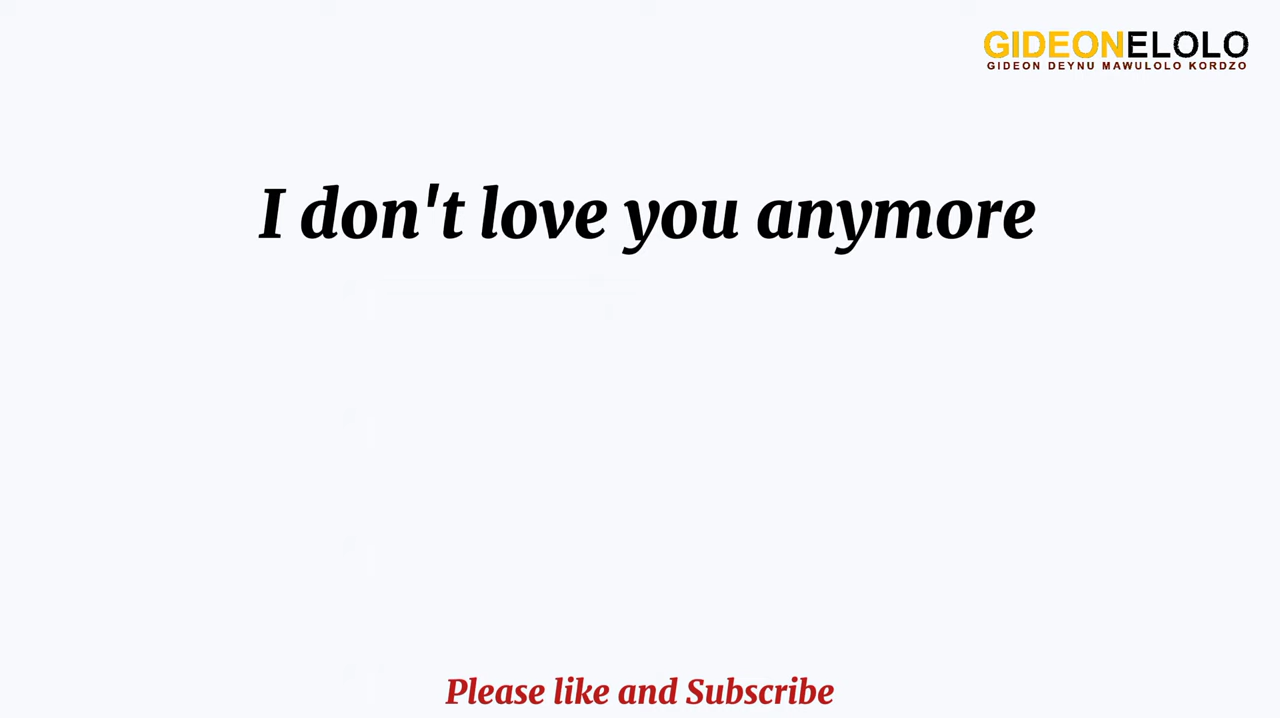 GIDEONELOLO
GIDEON DEYNU MAWULOLO KORDZO
I don't love you anymore
Please like and Subscribe